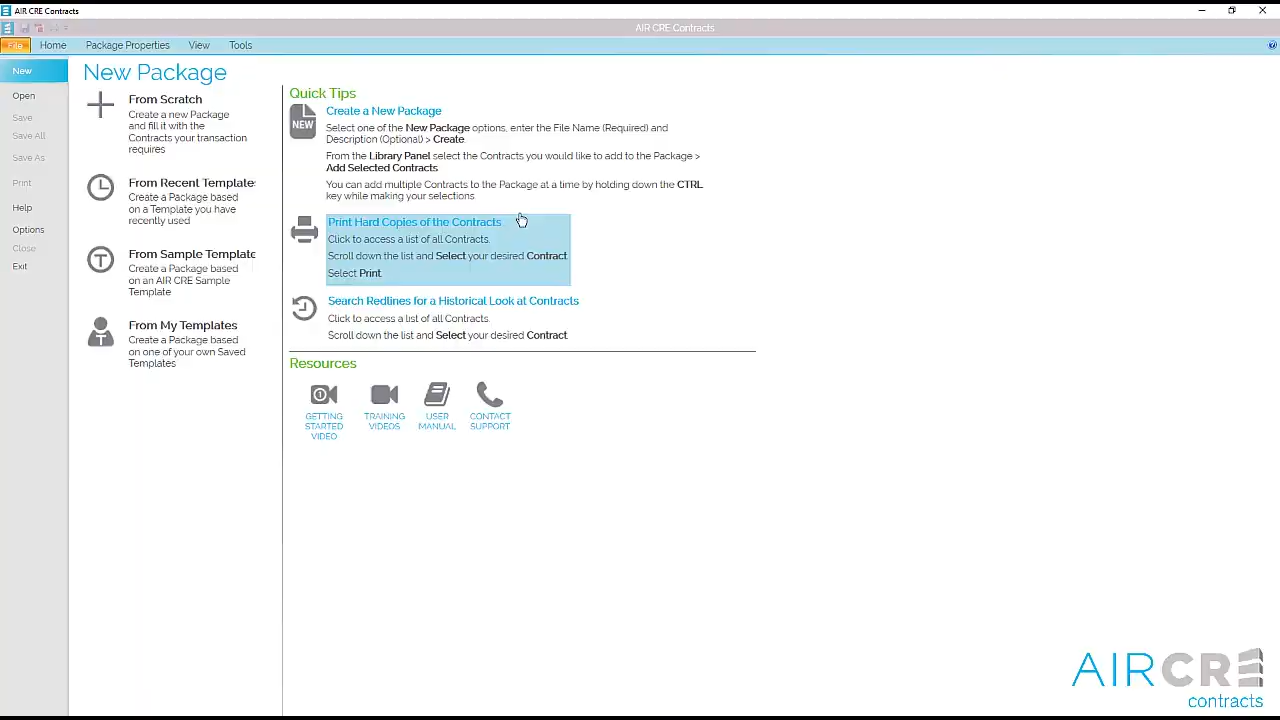 AIR CRE Contracts
AIR CRE Contracts
File
Home
Package Properties
View
Tools
New
Open
Save
Save All
Save As
Print
Help
Options
Close
Exit
New Package
From Scratch
Create a new Package
and fill it with the
Contracts your transaction
requires
From Recent Template
Create a Package based
on a Template you have
recently used
From Sample Template
Create a Package based
on an AIR CRE Sample
Template
From My Templates
Create a Package based
on one of your own Saved
Templates
Quick Tips
NEW
Create a New Package
Select one of the New Package options, enter the File Name (Required) and
Description (Optional) > Create.
From the Library Panel select the Contracts you would like to add to the Package >
Add Selected Contracts
You can add multiple Contracts to the Package at a time by holding down the CTRL
key while making your selections
Print Hard Copies of the Contracts
Click to access a list of all Contracts.
Scroll down the list and Select your desired Contract.
Select Print.
Search Redlines for a Historical Look at Contracts
Click to access a list of all Contracts.
Scroll down the list and Select your desired Contract.
Resources
GETTING
STARTED
VIDEO
TRAINING
VIDEOS
USER
MANUAL
CONTACT
SUPPORT
AIRCRE
contracts